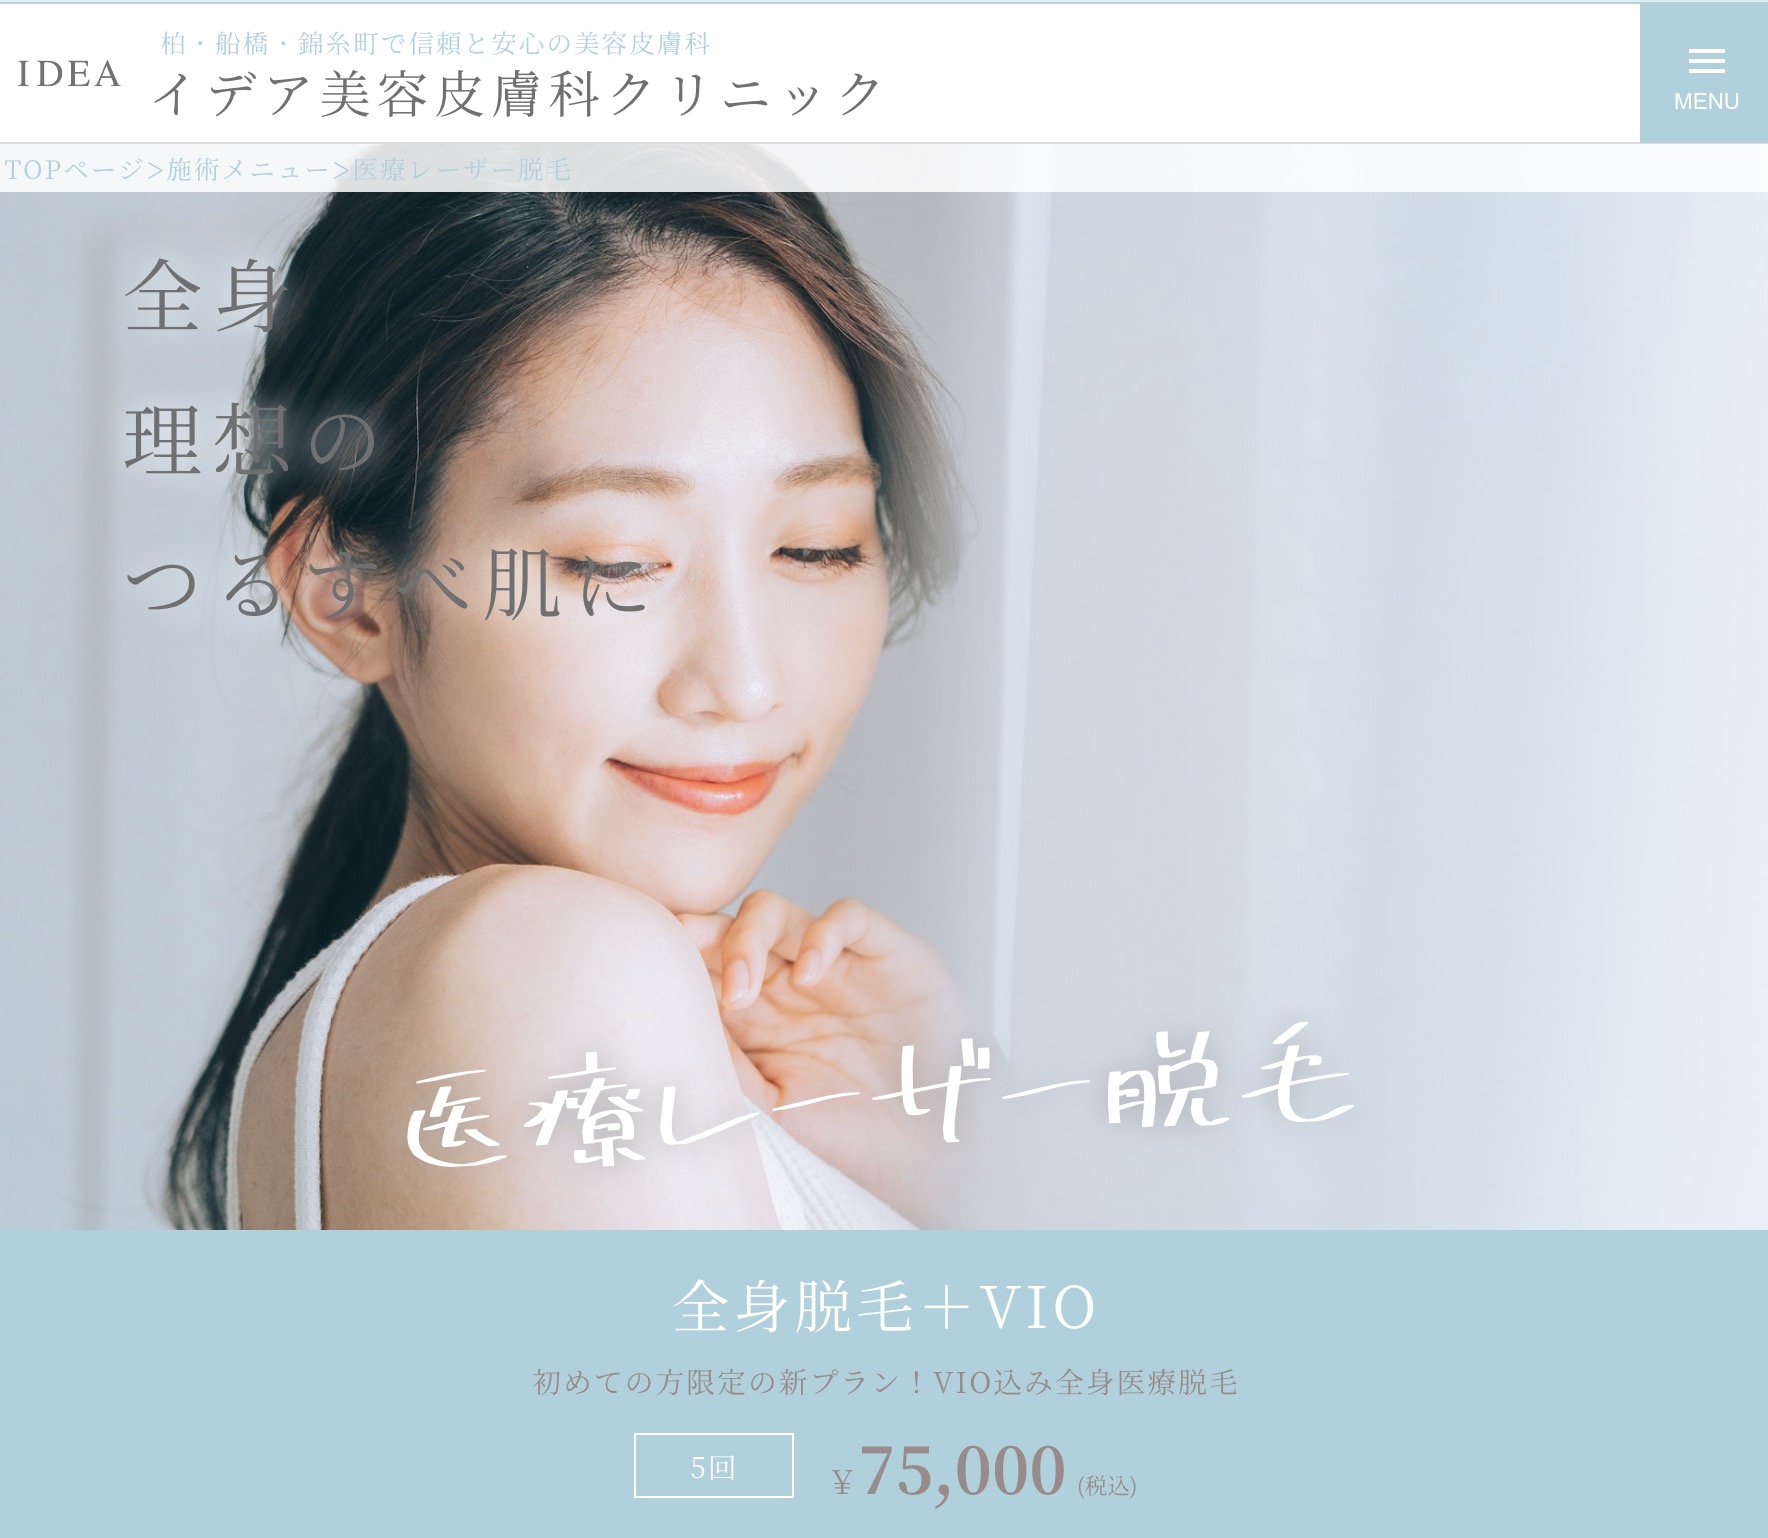 柏・船橋・錦糸町で信頼と安心の美容皮膚科
IDEA
イデア美容皮膚科クリニック
MENU
TOPページ>施術メニュー>医療レーザー脱毛
全身
理想の
つるすべ肌に
医療レーザー脱毛
全身脱毛＋VIO
初めての方限定の新プラン！VIO込み全身医療脱毛
5回
¥75,000 (税込)